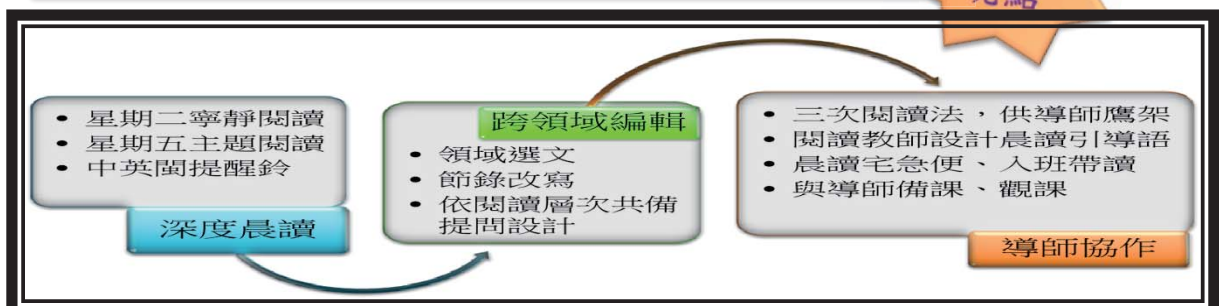 • 星期二寧靜閱讀
• 星期五主題閱讀
• 中英閩提醒鈴
深度晨讀
跨領域編輯
• 領域選文
• 節錄改寫
• 依閱讀層次共備
提問設計
• 三次閱讀法，供導師鷹架
• 閱讀教師設計晨讀引導語
• 晨讀宅急便、入班帶讀
• 與導師備課、觀課
導師協作